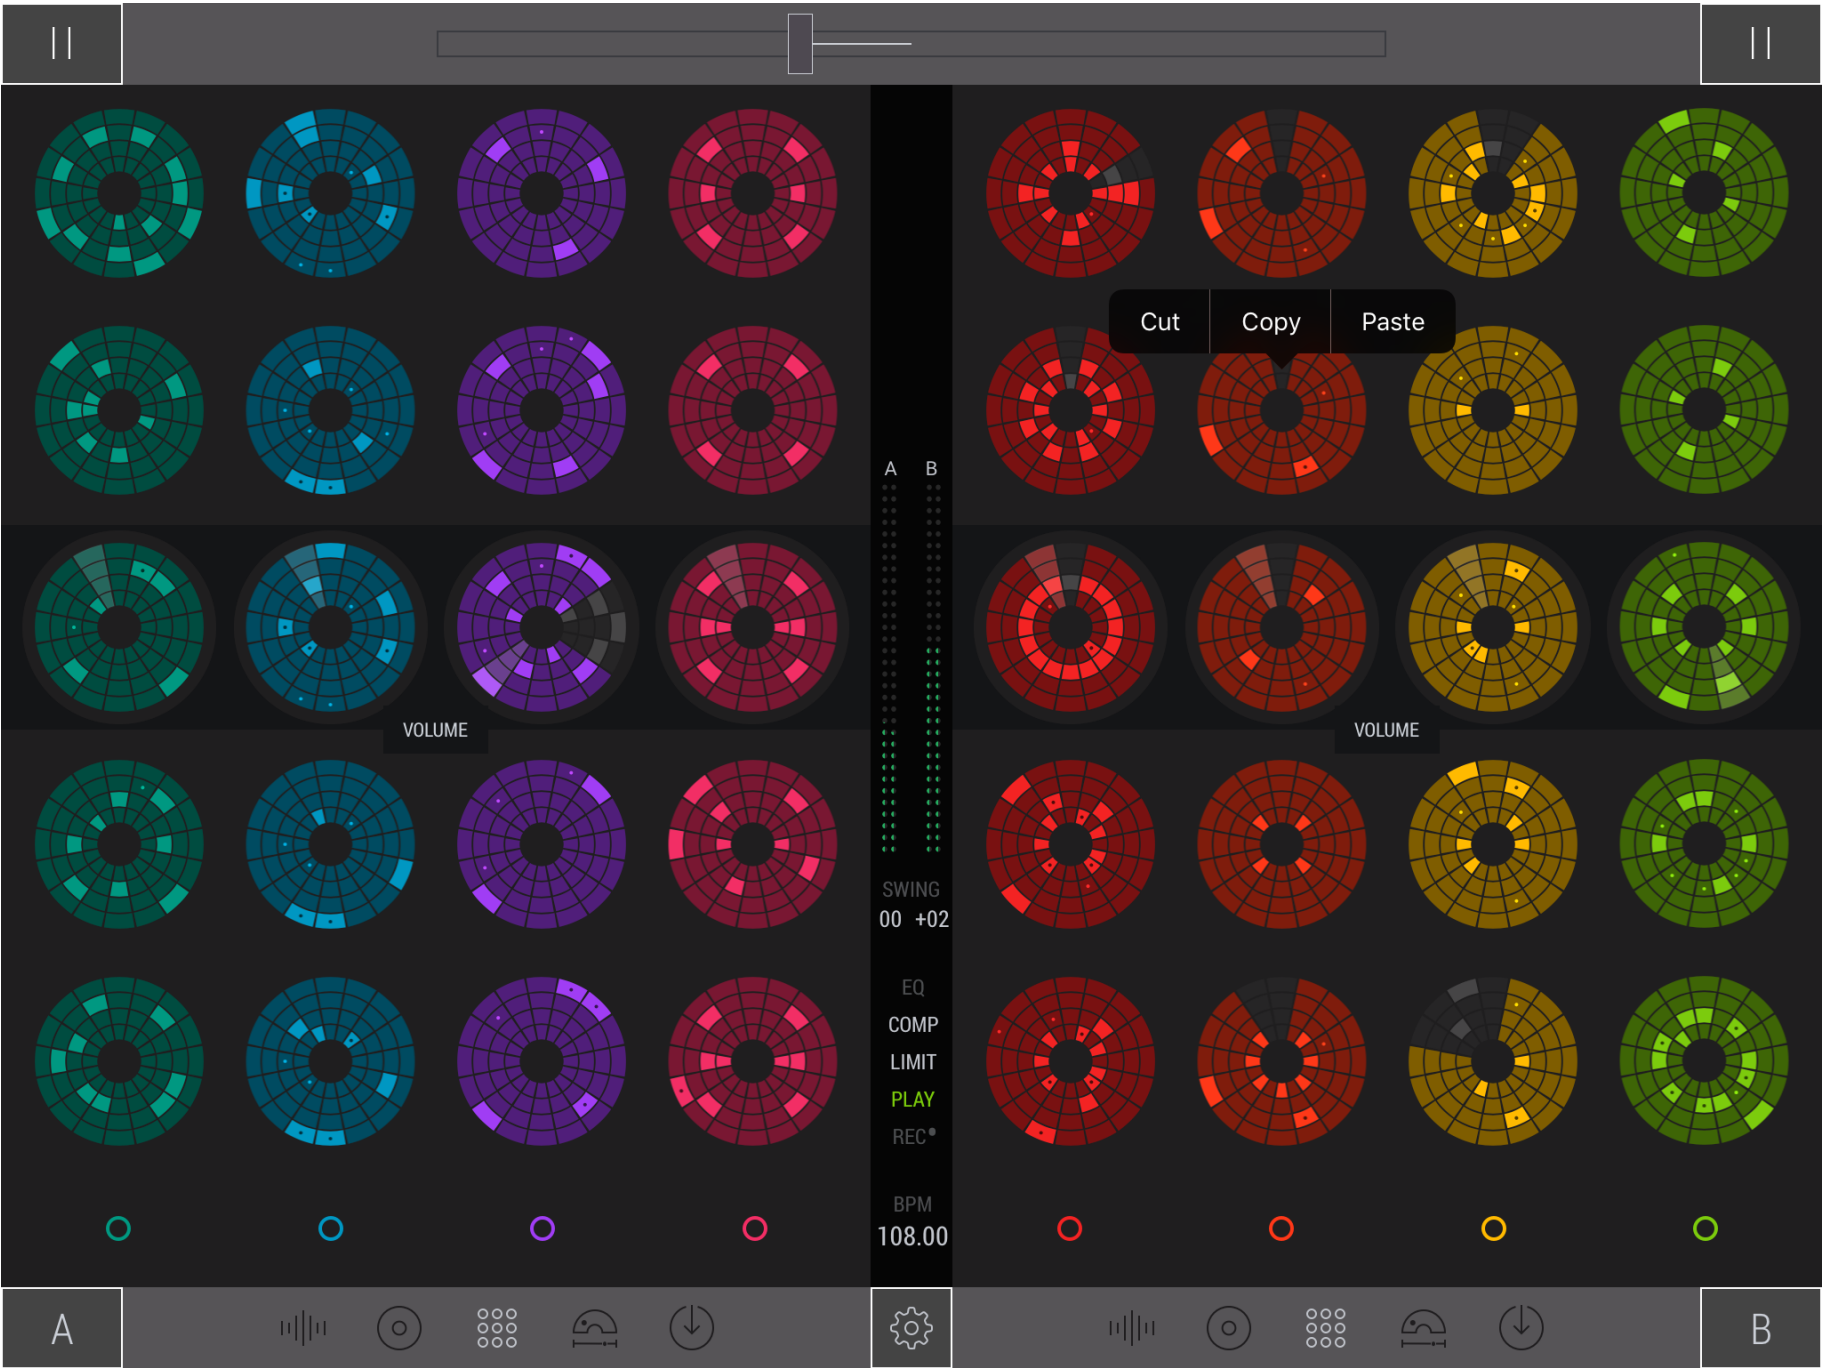 Cut Copy Paste
A B
VOLUME
VOLUME
SWING
00 +02
EQ
COMP
LIMIT
PLAY
REC
BPM
108.00
A
B